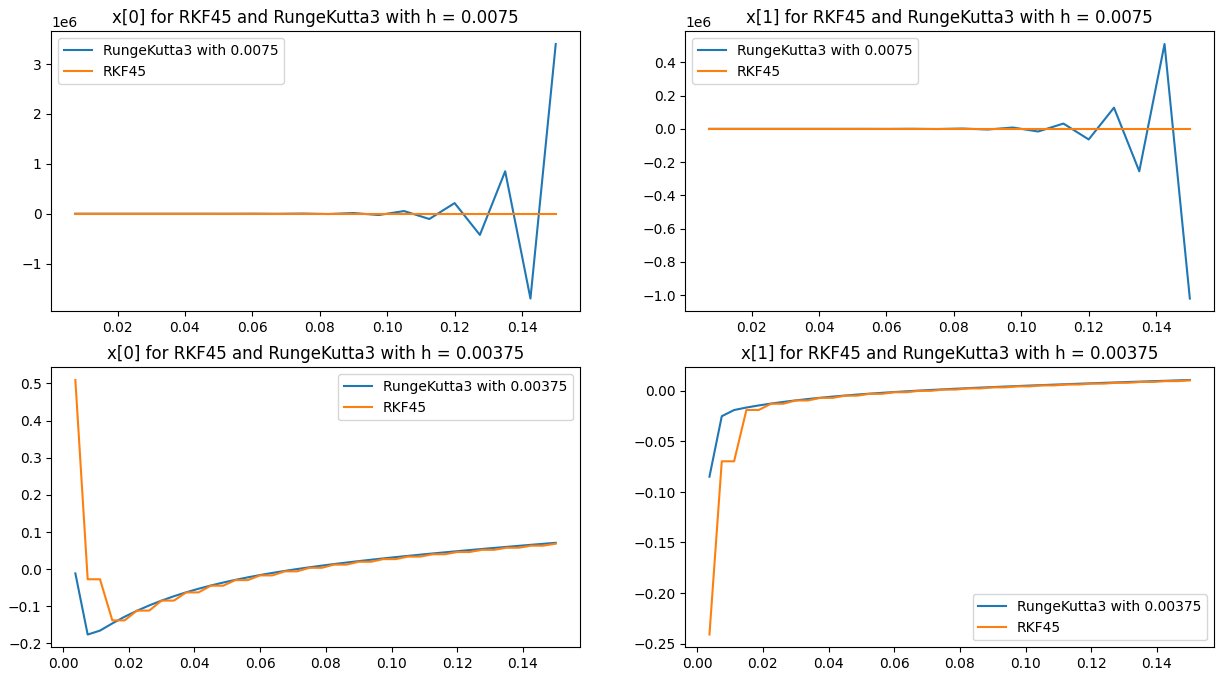 x[0] for RKF45 and RungeKutta3 with h = 0.0075
1e6
RungeKutta3 with 0.0075
RKF45
3
2
1
0
−1
0.02 0.04 0.06 0.08 0.10 0.12 0.14
x[1] for RKF45 and RungeKutta3 with h = 0.0075
1e6
RungeKutta3 with 0.0075
RKF45
0.4
0.2
0.0
−0.2
−0.4
−0.6
−0.8
−1.0
0.02 0.04 0.06 0.08 0.10 0.12 0.14
x[0] for RKF45 and RungeKutta3 with h = 0.00375
RungeKutta3 with 0.00375
RKF45
0.5
0.4
0.3
0.2
0.1
0.0
−0.1
−0.2
0.00 0.02 0.04 0.06 0.08 0.10 0.12 0.14
x[1] for RKF45 and RungeKutta3 with h = 0.00375
0.00
−0.05
−0.10
−0.15
−0.20
−0.25
RungeKutta3 with 0.00375
RKF45
0.00 0.02 0.04 0.06 0.08 0.10 0.12 0.14